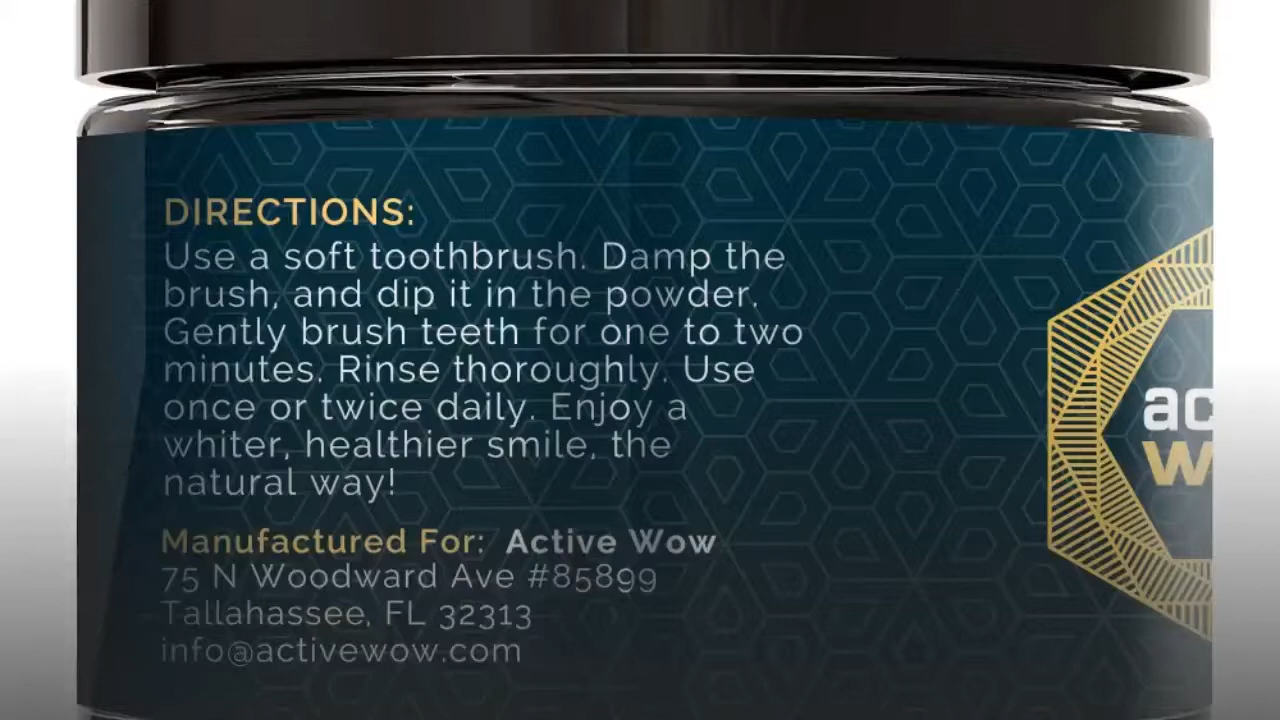 DIRECTIONS:
Use a soft toothbrush. Damp the
brush, and dip it in the powder.
Gently brush teeth for one to two
minutes. Rinse thoroughly. Use
once or twice daily. Enjoy a
whiter, healthier smile, the
natural way!
Manufactured For: Active Wow
75 N Woodward Ave #85899
Tallahassee, FL 32313
info@activewow.com
ac
w